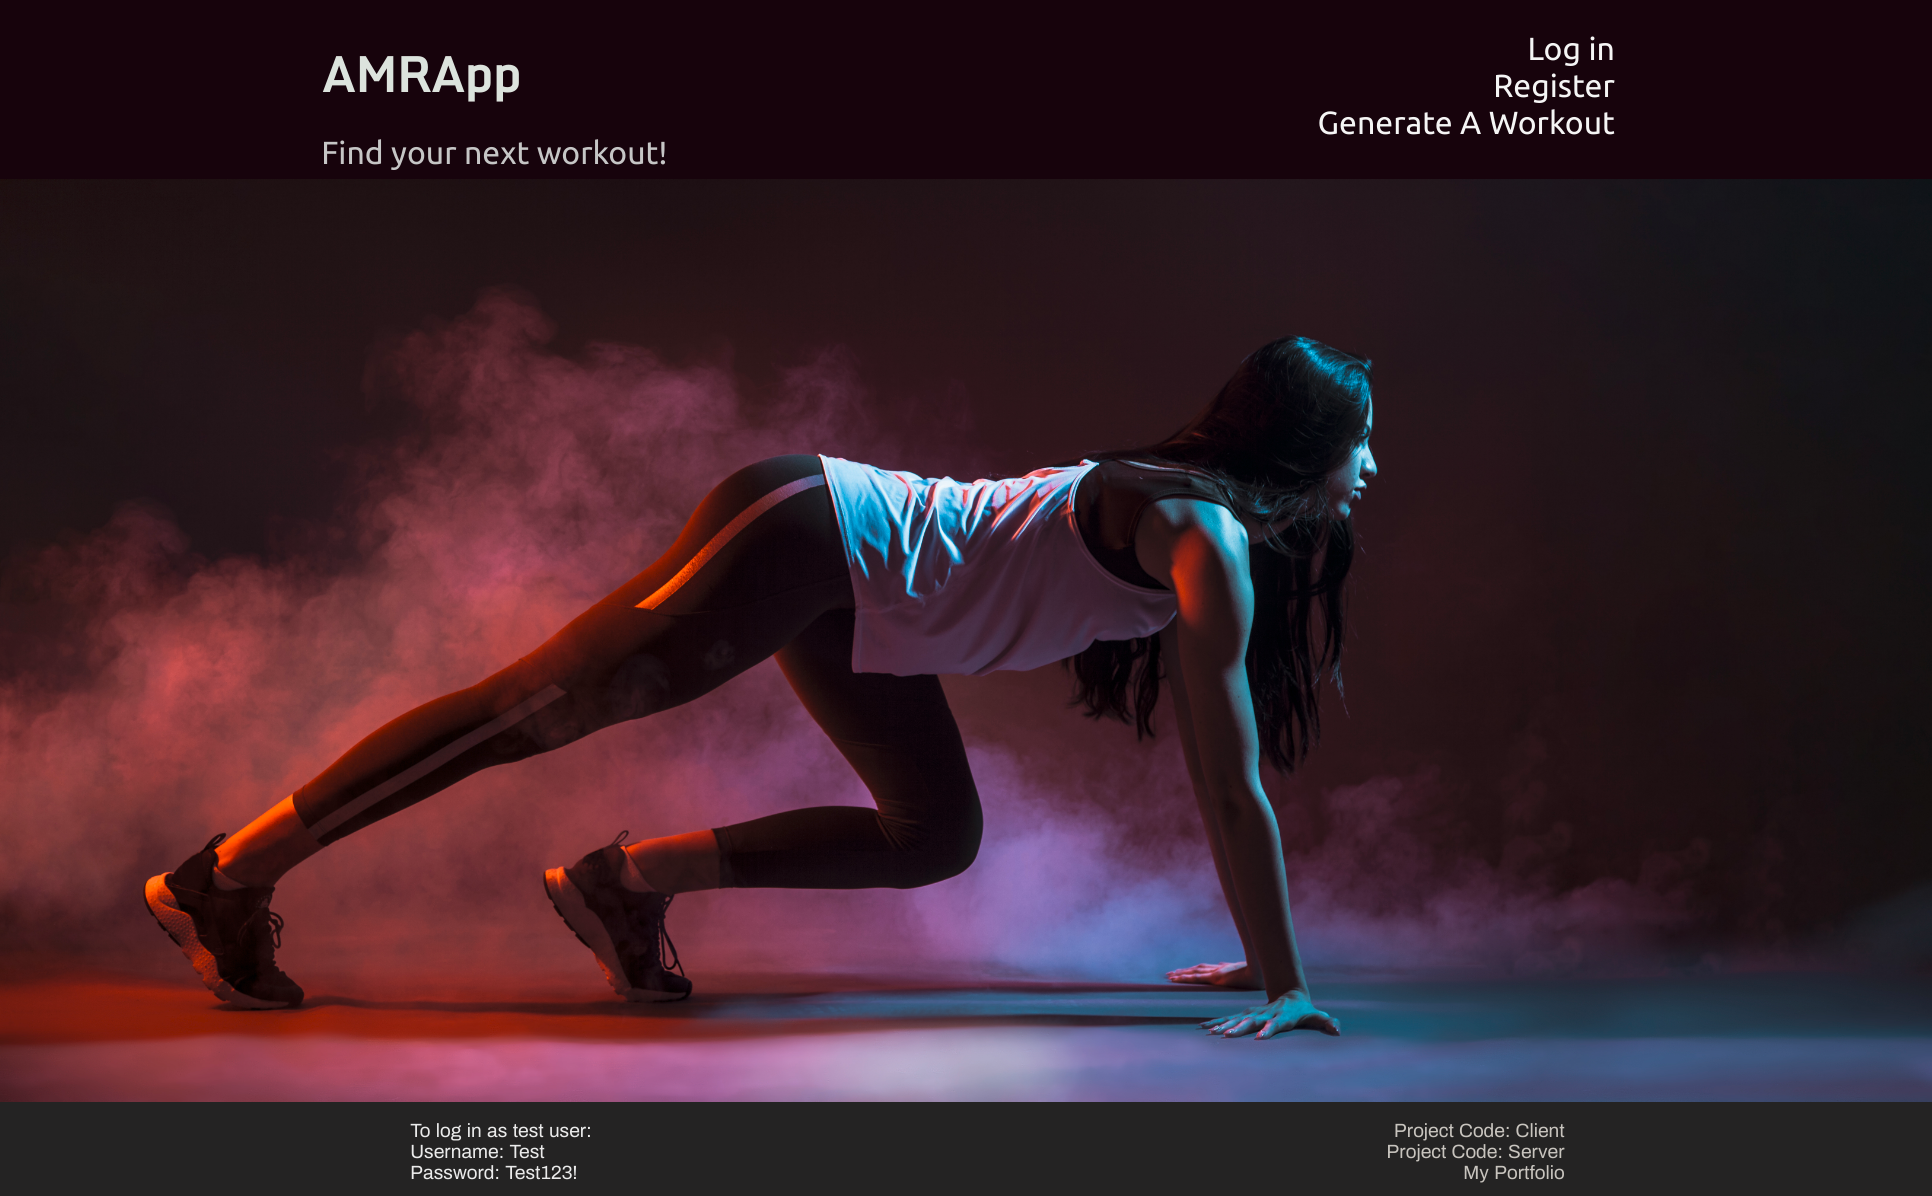 AMRApp
Find your next workout!
Log in
Register
Generate A Workout
To log in as test user:
Username: Test
Password: Test123!
Project Code: Client
Project Code: Server
My Portfolio